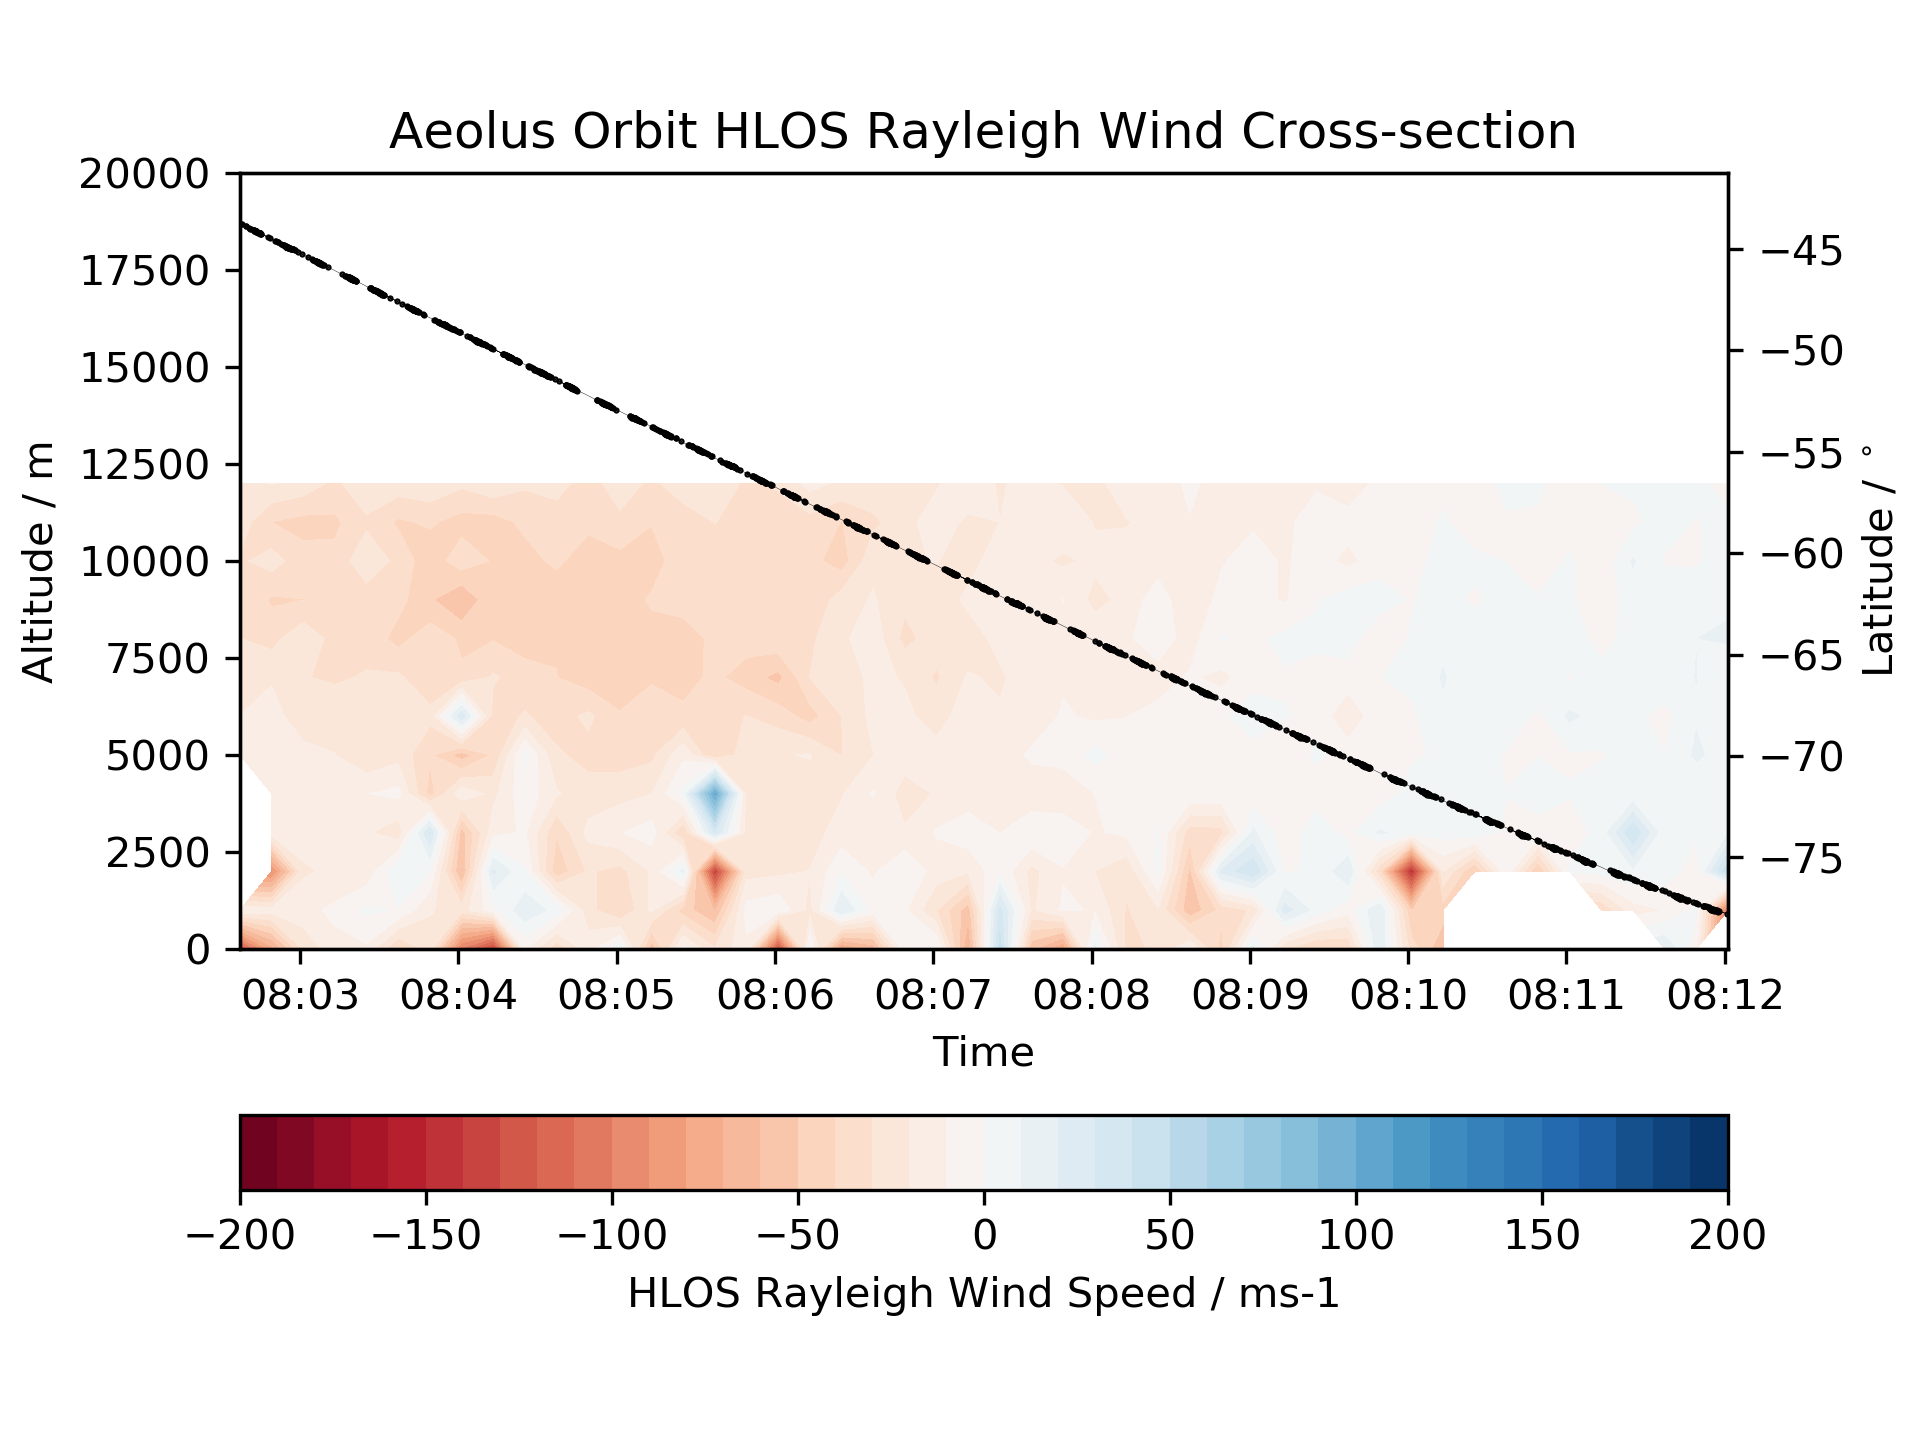 Aeolus Orbit HLOS Rayleigh Wind Cross-section
20000
17500
15000
12500
10000
7500
5000
2500
0
Altitude / m
−45
−50
−55
−60
−65
−70
−75
Latitude / °
08:03 08:04 08:05 08:06 08:07 08:08 08:09 08:10 08:11 08:12
Time
−200 −150 −100 −50 0 50 100 150 200
HLOS Rayleigh Wind Speed / ms-1